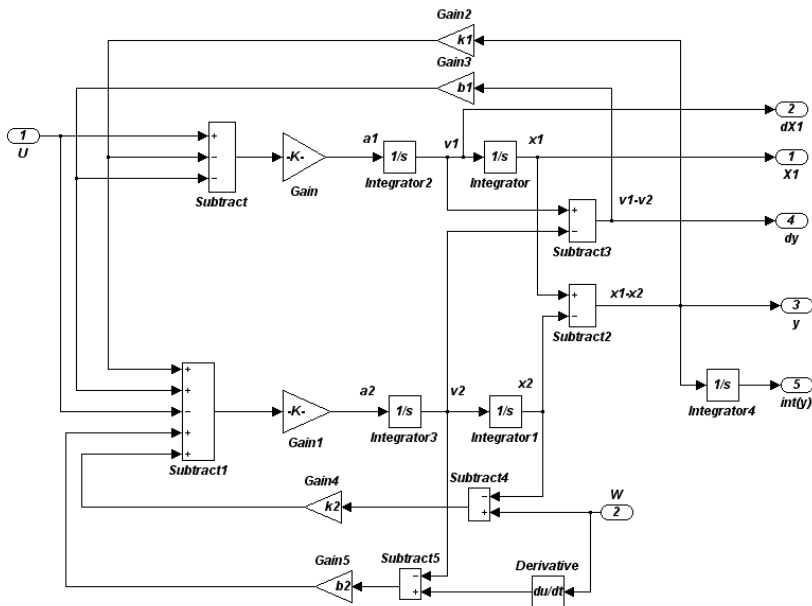 Gain2
k1
Gain3
b1
2
dX1
1
U
+
−
−
Subtract
-K-
Gain
a1
1/s
Integrator2
v1
1/s
Integrator
x1
1
X1
+
−
Subtract3
v1-v2
4
dy
+
−
Subtract2
x1-x2
3
y
+
+
−
+
+
Subtract1
-K-
Gain1
a2
1/s
Integrator3
v2
1/s
Integrator1
x2
1/s
Integrator4
5
int(y)
Gain4
k2
Subtract4
−
+
W
2
Gain5
b2
Subtract5
−
+
Derivative
du/dt